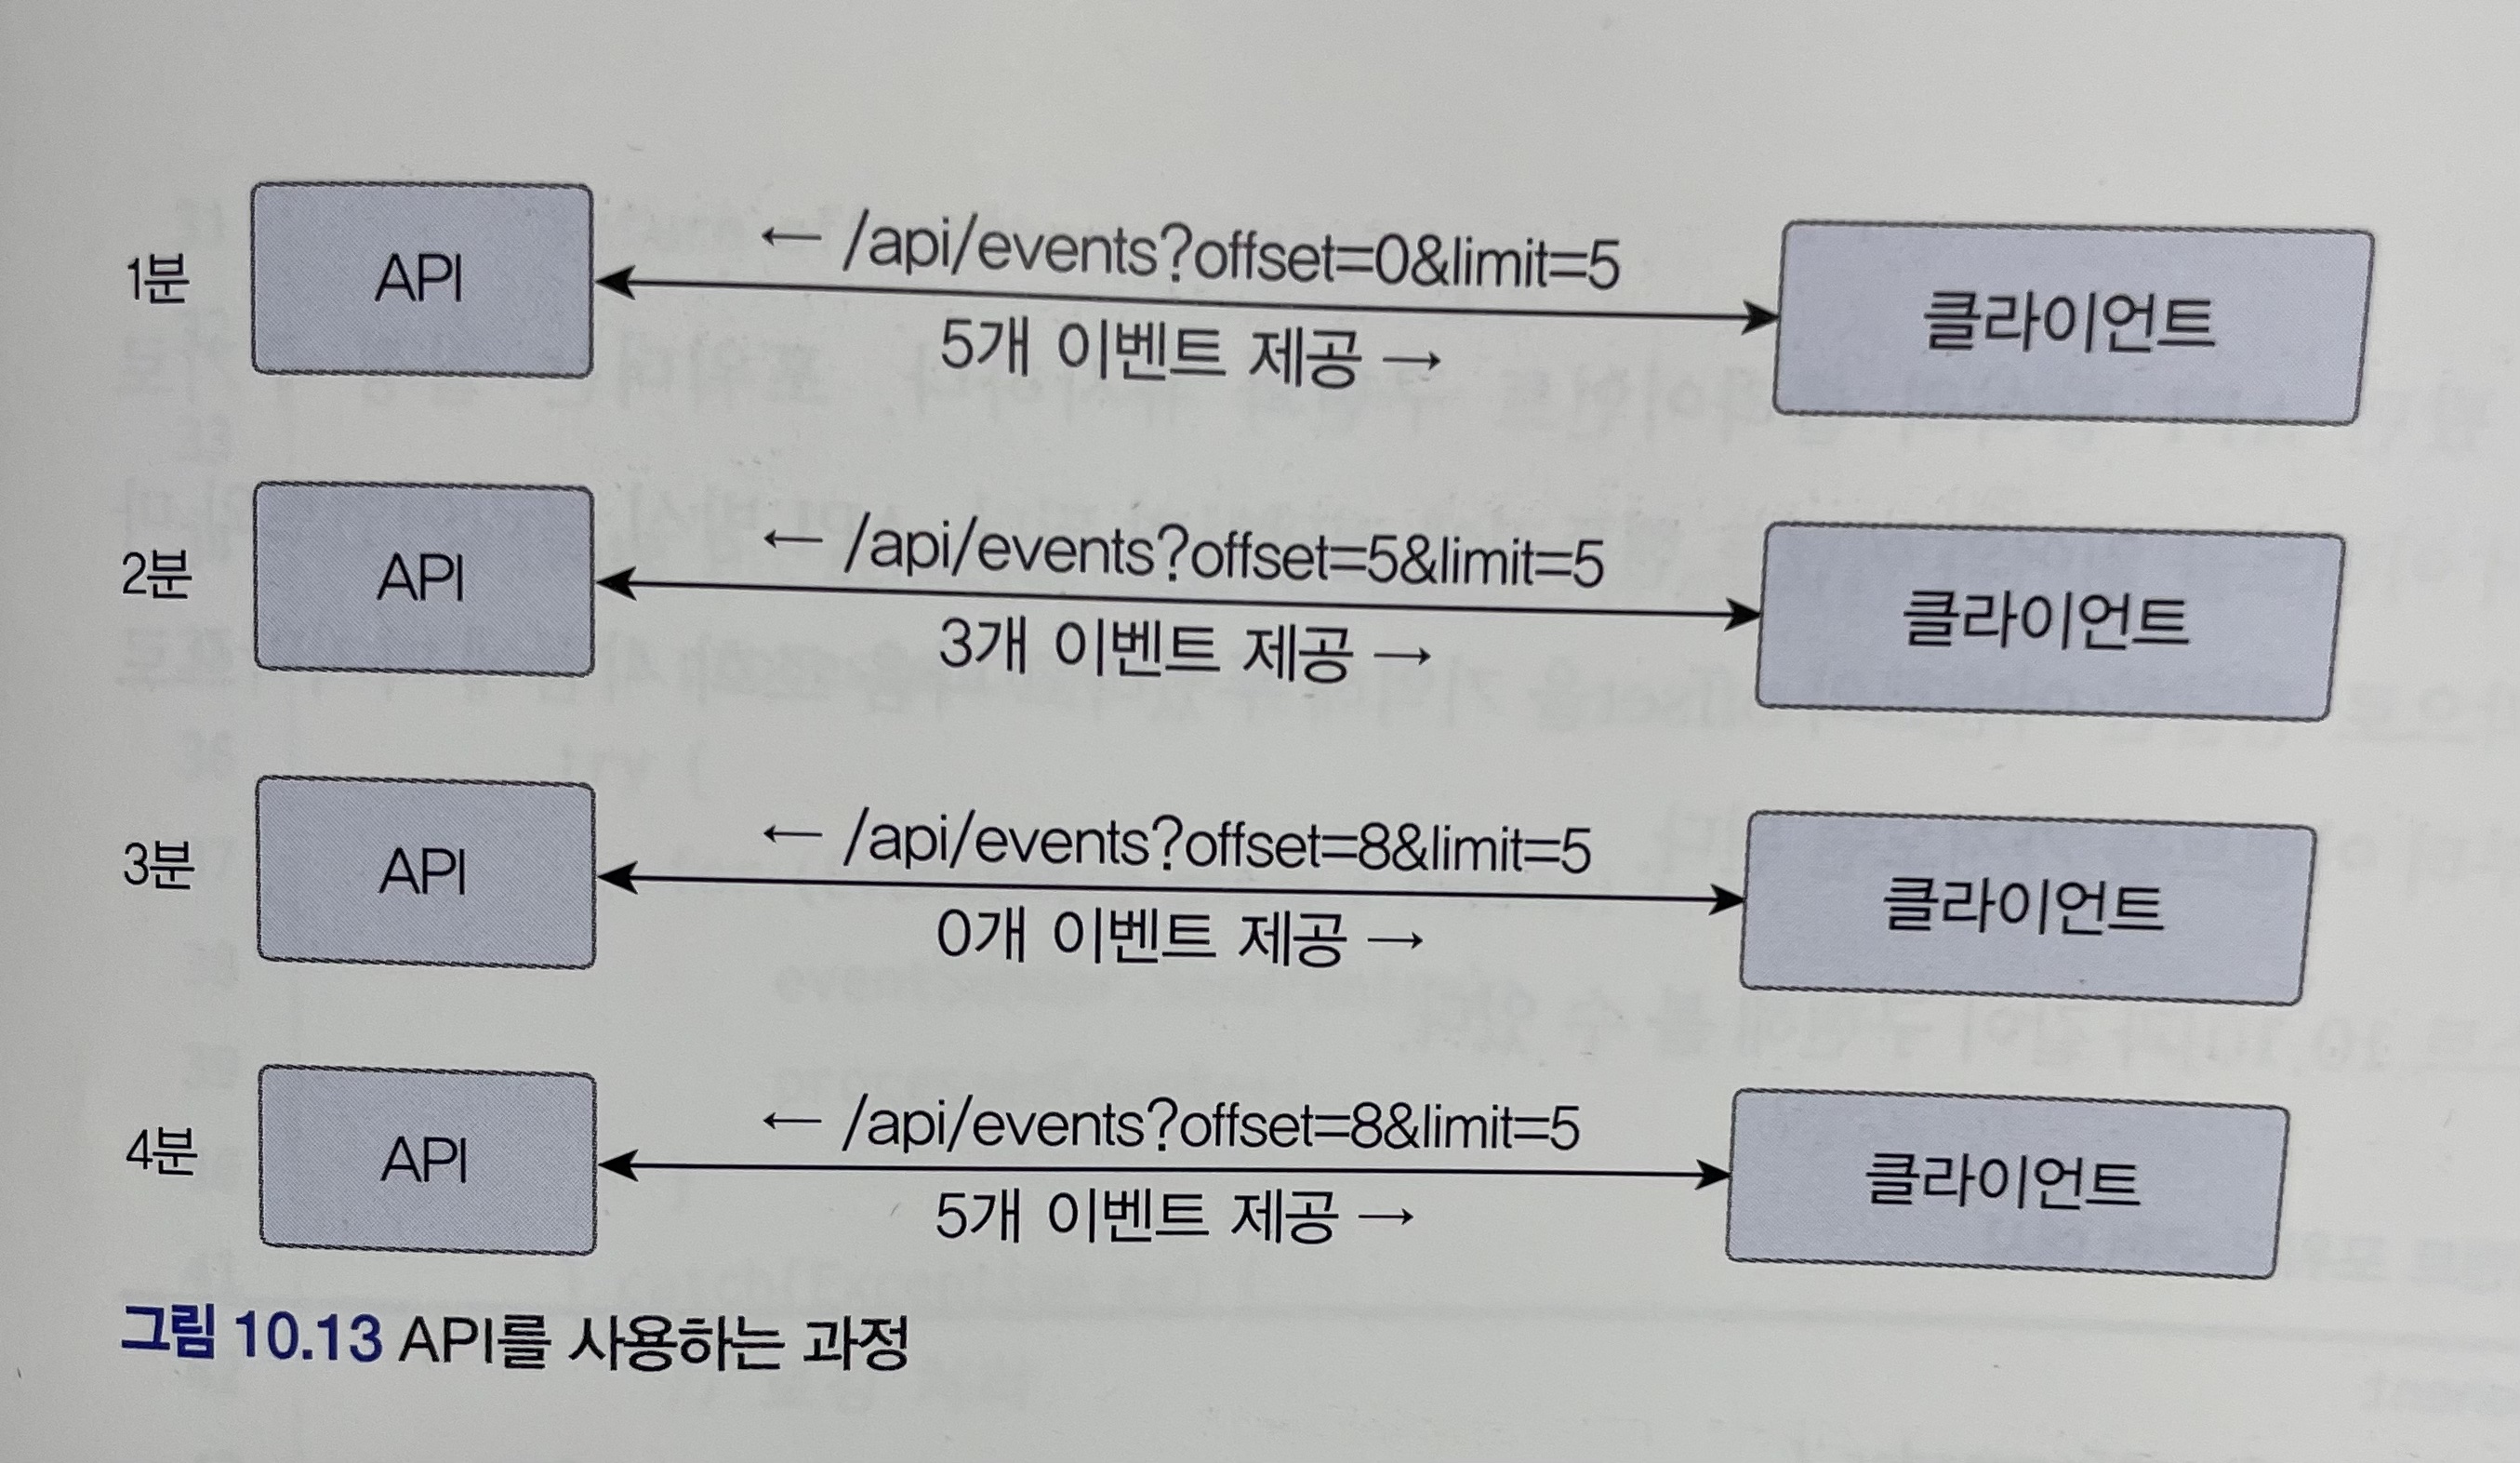 1분
API
← /api/events?offset=0&limit=5
5개 이벤트 제공 →
클라이언트
2분
API
← /api/events?offset=5&limit=5
3개 이벤트 제공 →
클라이언트
3분
API
← /api/events?offset=8&limit=5
0개 이벤트 제공 →
클라이언트
4분
API
← /api/events?offset=8&limit=5
5개 이벤트 제공 →
클라이언트
그림 10.13 API를 사용하는 과정